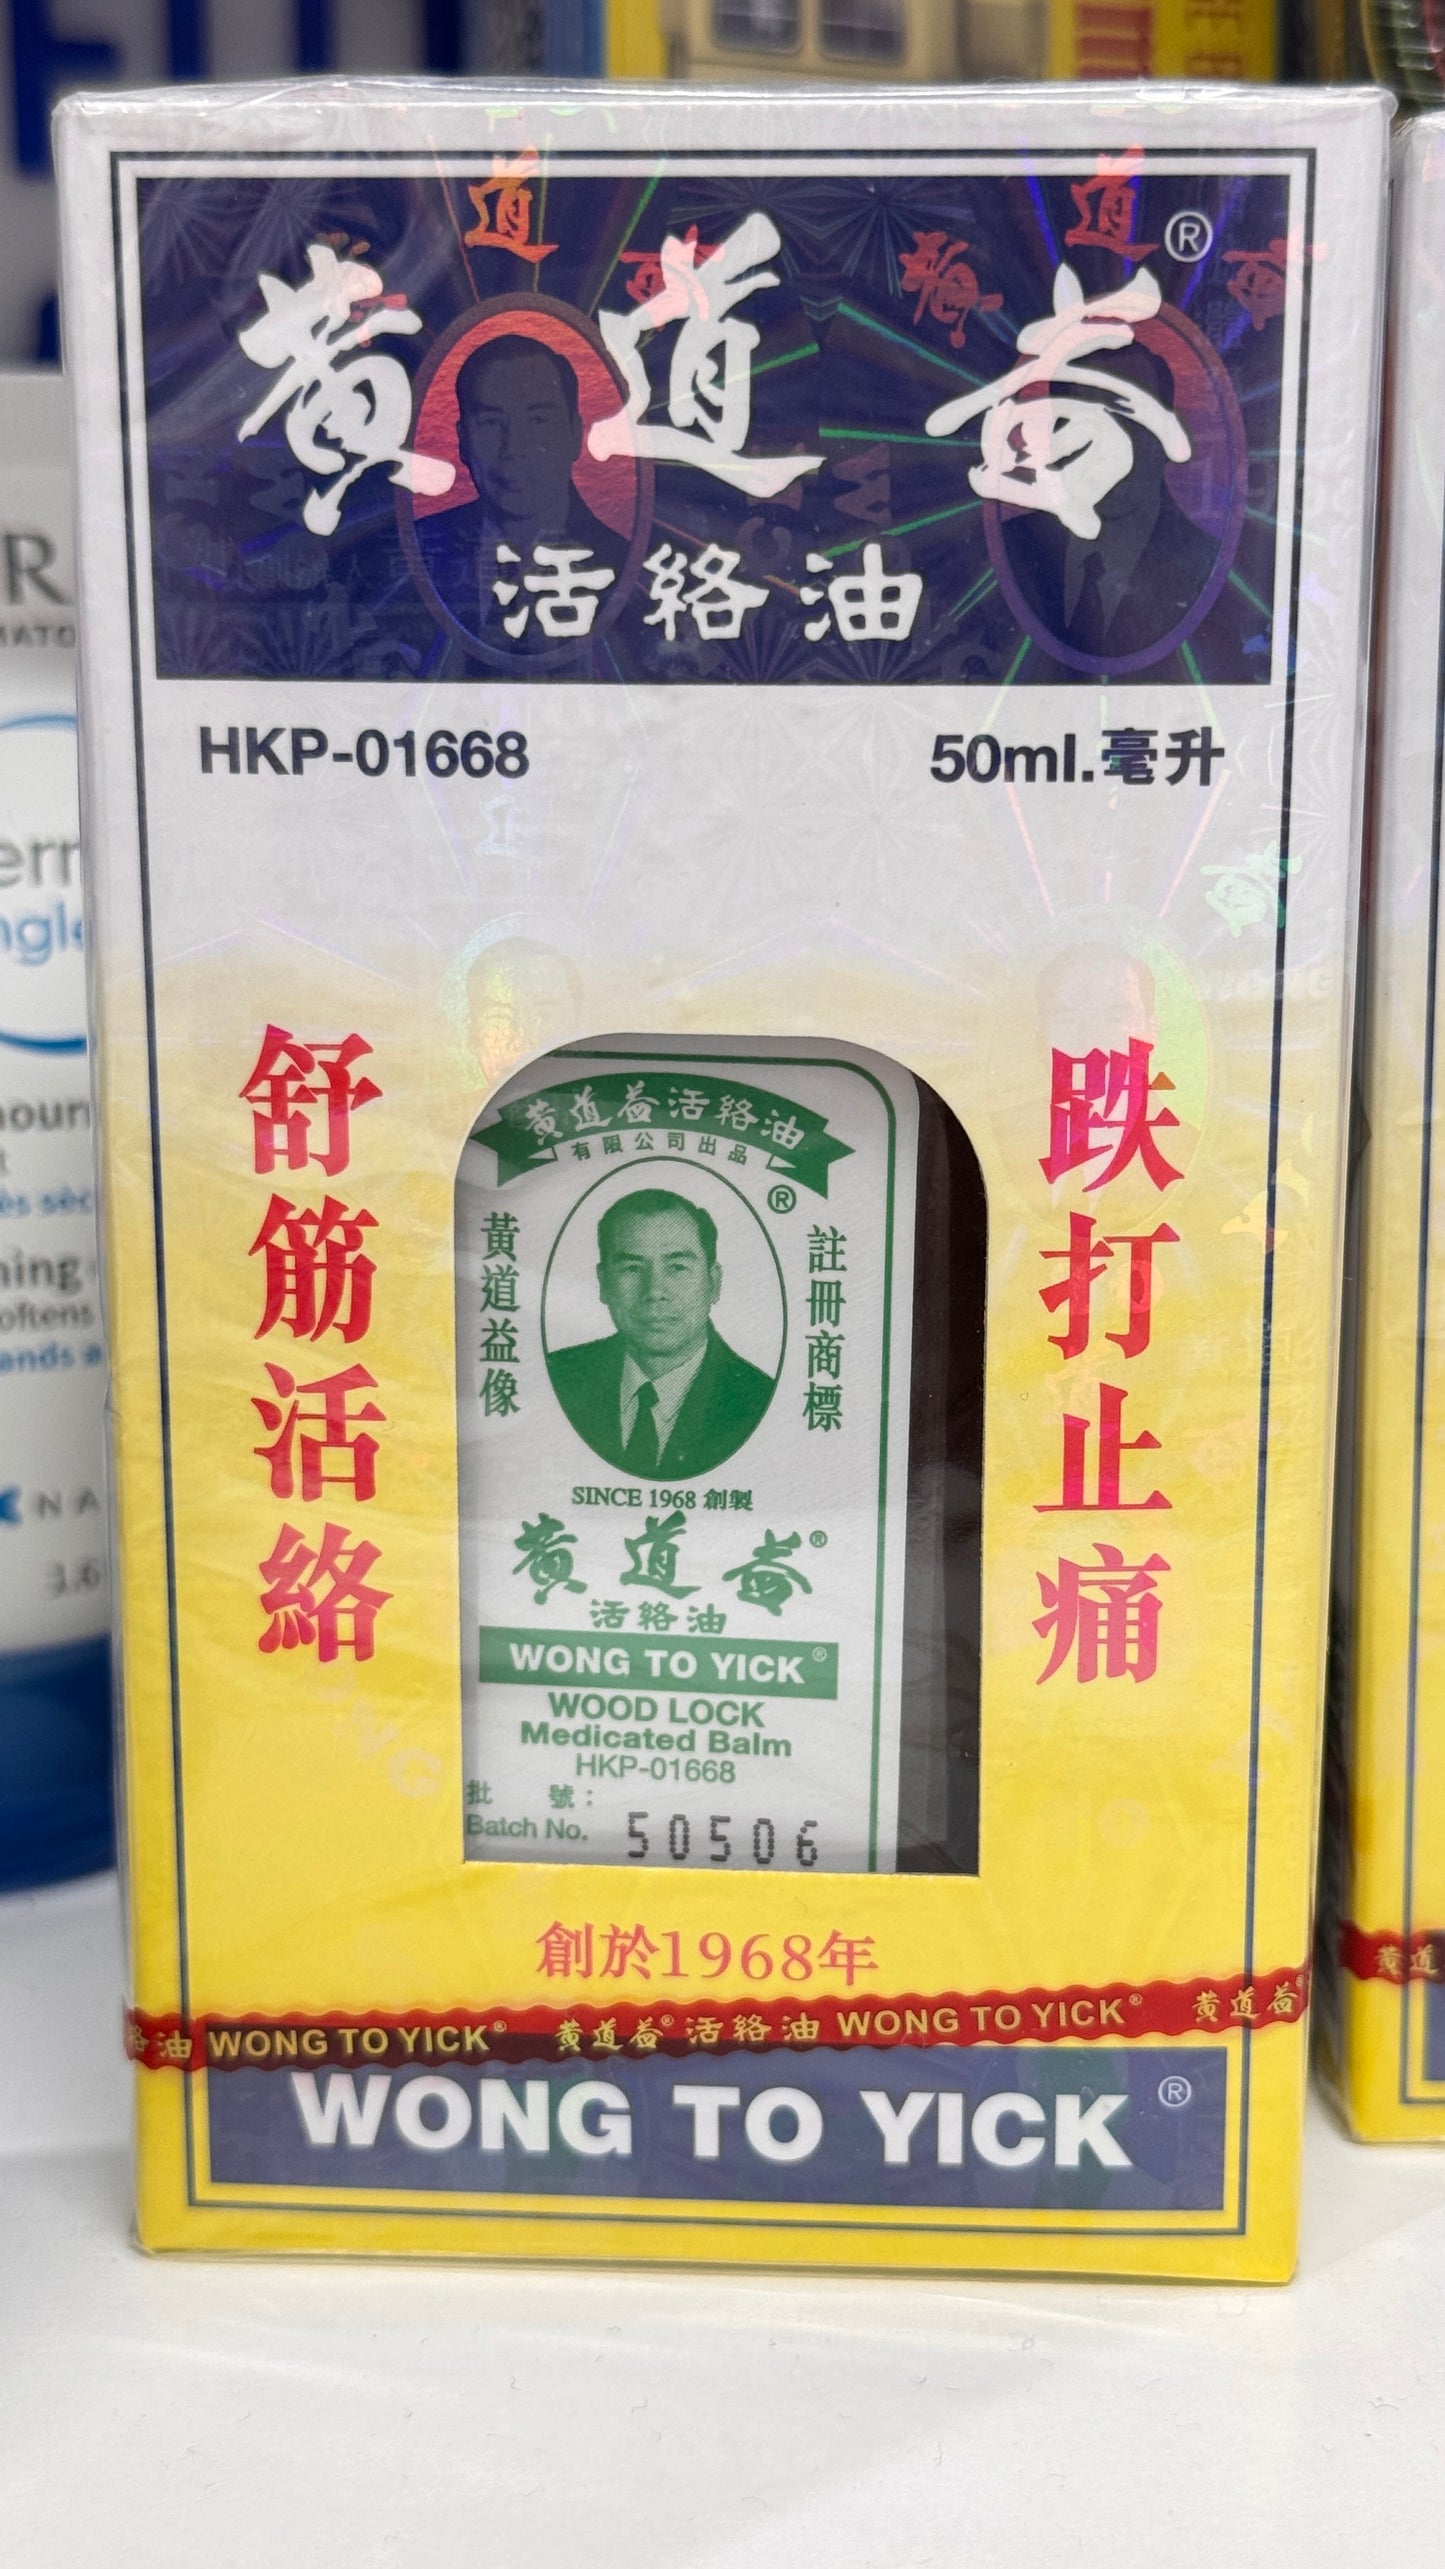 黃道益®
活絡油
HKP-01668
50ml.毫升
舒筋活絡
跌打止痛
黃道益活絡油
有限公司出品
®
黃道益像
註冊商標
SINCE 1968 創製
黃道益®
活絡油
WONG TO YICK®
WOOD LOCK
Medicated Balm
HKP-01668
批 號：
Batch No. 50506
創於1968年
絡油 WONG TO YICK® 黃道益® 活絡油 WONG TO YICK® 黃道益®
WONG TO YICK®
黃道